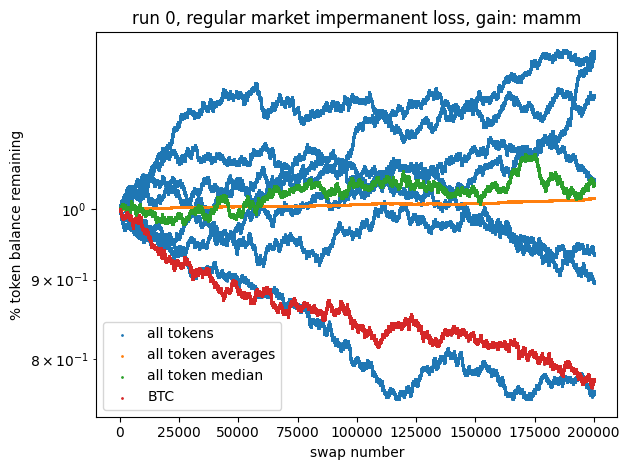 run 0, regular market impermanent loss, gain: mamm
% token balance remaining
10⁰
9 × 10⁻¹
8 × 10⁻¹
all tokens
all token averages
all token median
BTC
0 25000 50000 75000 100000 125000 150000 175000 200000
swap number